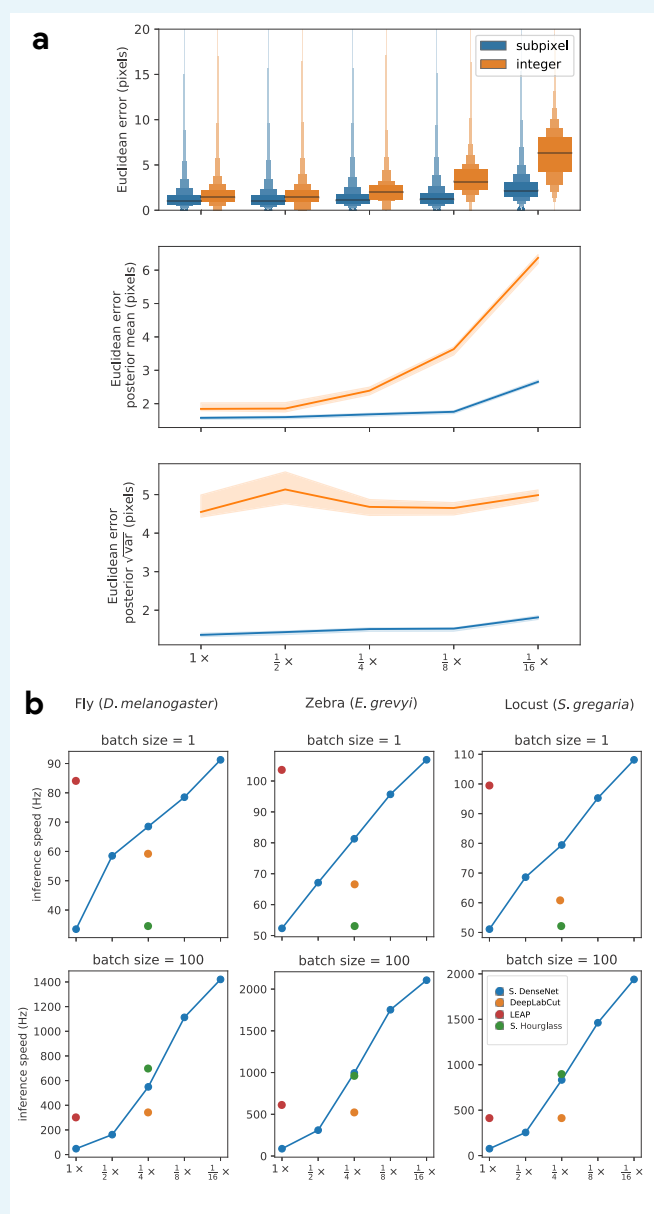 a
subpixel
integer
Euclidean error (pixels)
20
15
10
5
0
Euclidean error
posterior mean (pixels)
6
5
4
3
2
Euclidean error
posterior √var (pixels)
5
4
3
2
1 × 1/2 × 1/4 × 1/8 × 1/16 ×
b
Fly (D. melanogaster) Zebra (E. grevyi) Locust (S. gregaria)
batch size = 1 batch size = 1 batch size = 1
inference speed (Hz)
90
80
70
60
50
40
100
90
80
70
60
50
110
100
90
80
70
60
50
batch size = 100 batch size = 100 batch size = 100
inference speed (Hz)
1400
1200
1000
800
600
400
200
0
2000
1500
1000
500
0
2000
1500
1000
500
0
S. DenseNet
DeepLabCut
LEAP
S. Hourglass
1 × 1/2 × 1/4 × 1/8 × 1/16 × 1 × 1/2 × 1/4 × 1/8 × 1/16 × 1 × 1/2 × 1/4 × 1/8 × 1/16 ×